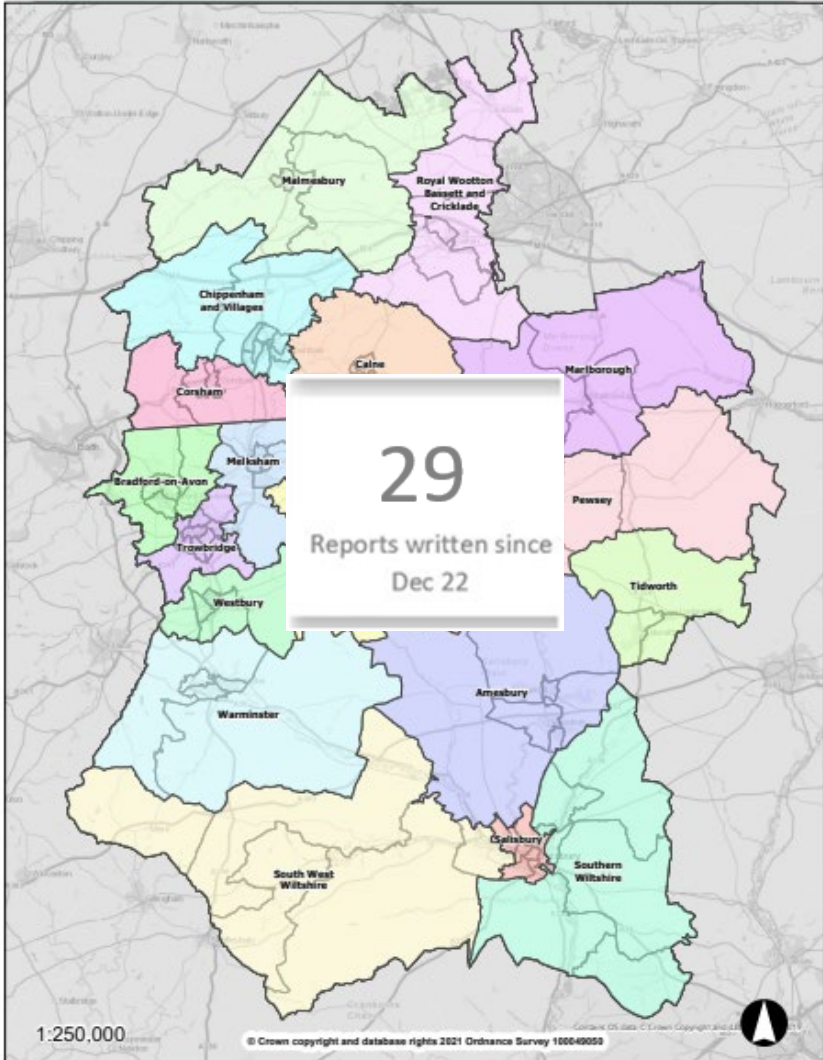 Malmesbury
Royal Wootton
Bassett and
Cricklade
Chippenham
and Villages
Calne
Marlborough
Corsham
Melksham
Bradford-on-Avon
Pewsey
Trowbridge
Tidworth
Westbury
29
Reports written since
Dec 22
Amesbury
Warminster
Salisbury
South West
Wiltshire
Southern
Wiltshire
1:250,000
© Crown copyright and database rights 2021 Ordnance Survey 100049050